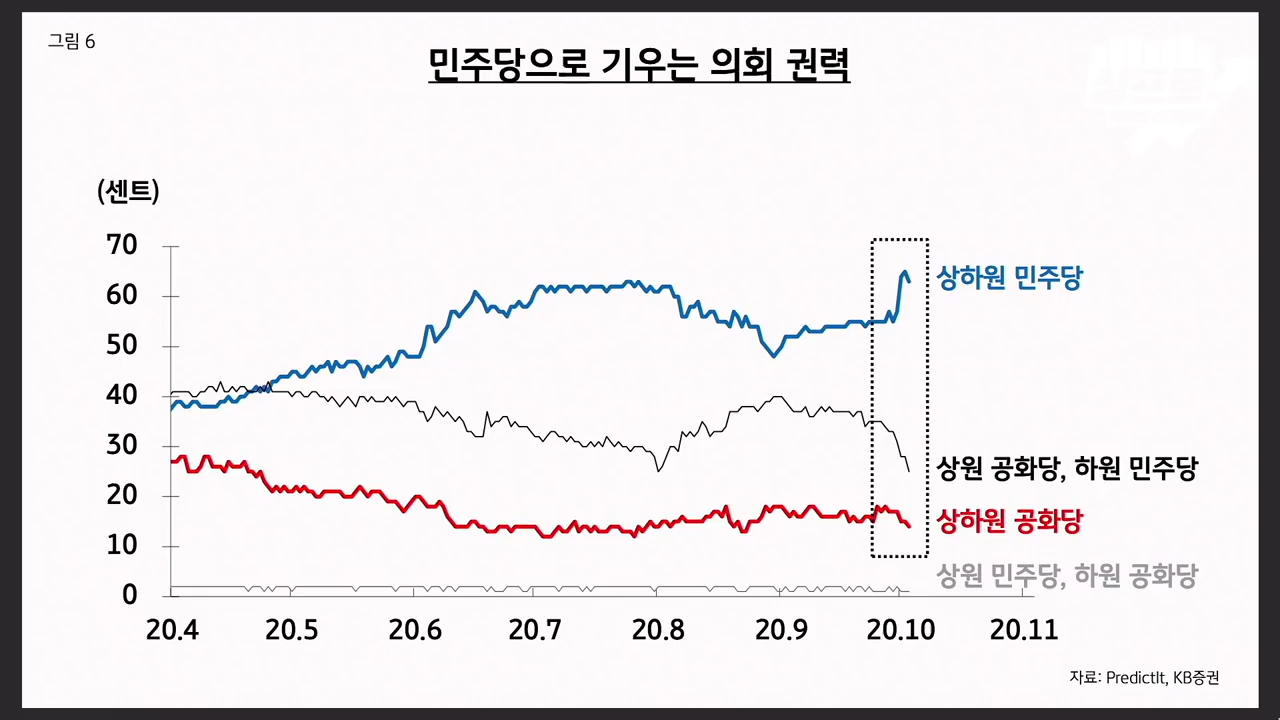 그림 6
민주당으로 기우는 의회 권력
(센트)
70
60
50
40
30
20
10
0
상하원 민주당
상원 공화당, 하원 민주당
상하원 공화당
상원 민주당, 하원 공화당
20.4 20.5 20.6 20.7 20.8 20.9 20.10 20.11
자료: PredictIt, KB증권